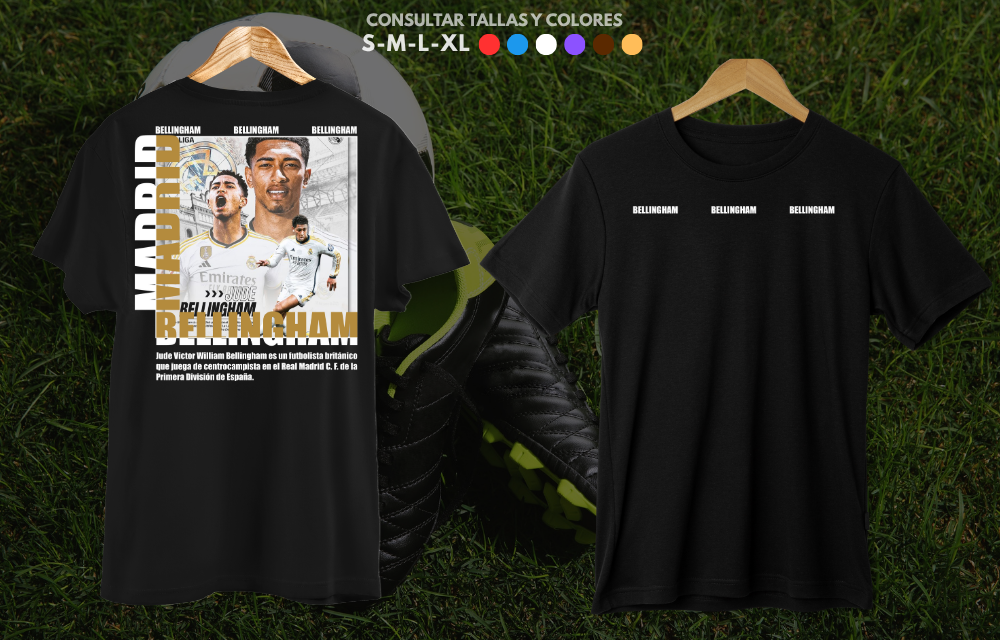 CONSULTAR TALLAS Y COLORES
S-M-L-XL
BELLINGHAM BELLINGHAM BELLINGHAM
LIGA
MADRID
MADRID
Emirates
JUDE
BELLINGHAM
BELLINGHAM
BELLINGHAM
Jude Victor William Bellingham es un futbolista británico
que juega de centrocampista en el Real Madrid C. F. de la
Primera División de España.
BELLINGHAM BELLINGHAM BELLINGHAM